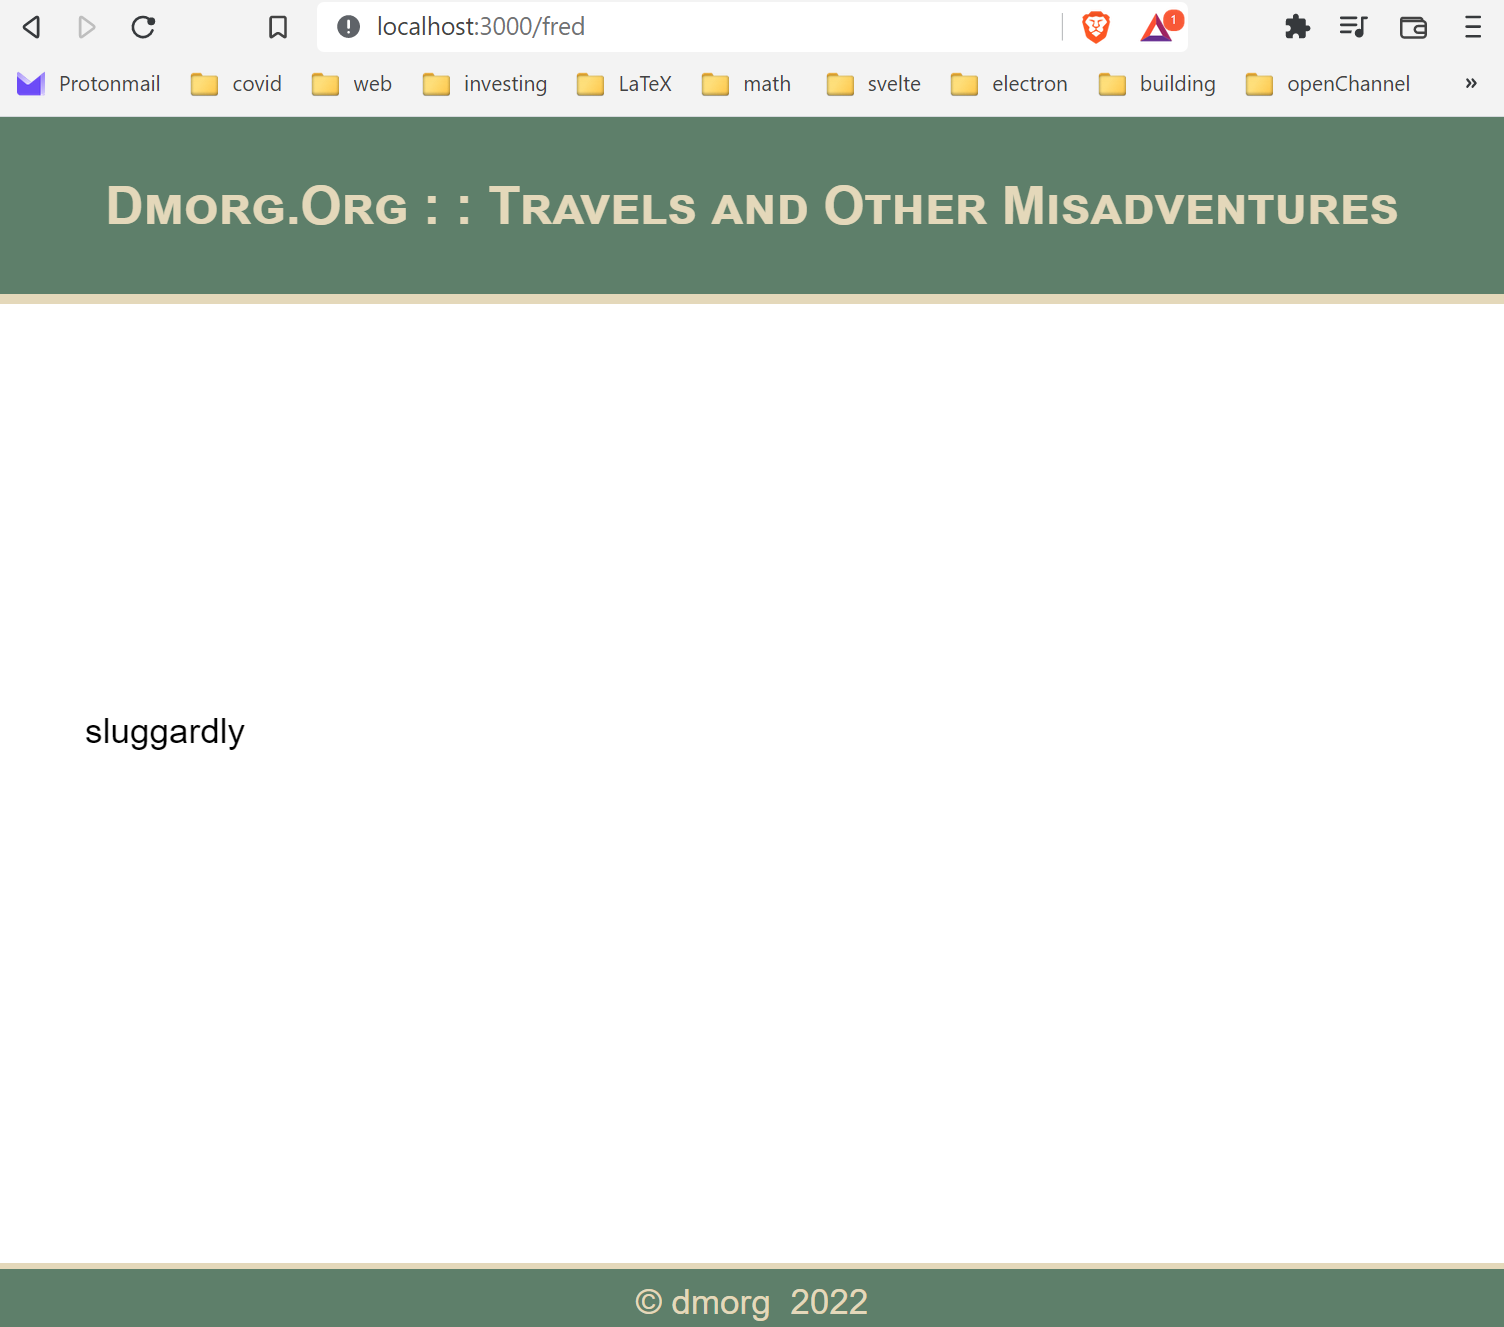 localhost:3000/fred
1
Protonmail covid web investing LaTeX math svelte electron building openChannel »
Dmorg.Org : : Travels and Other Misadventures
sluggardly
© dmorg 2022